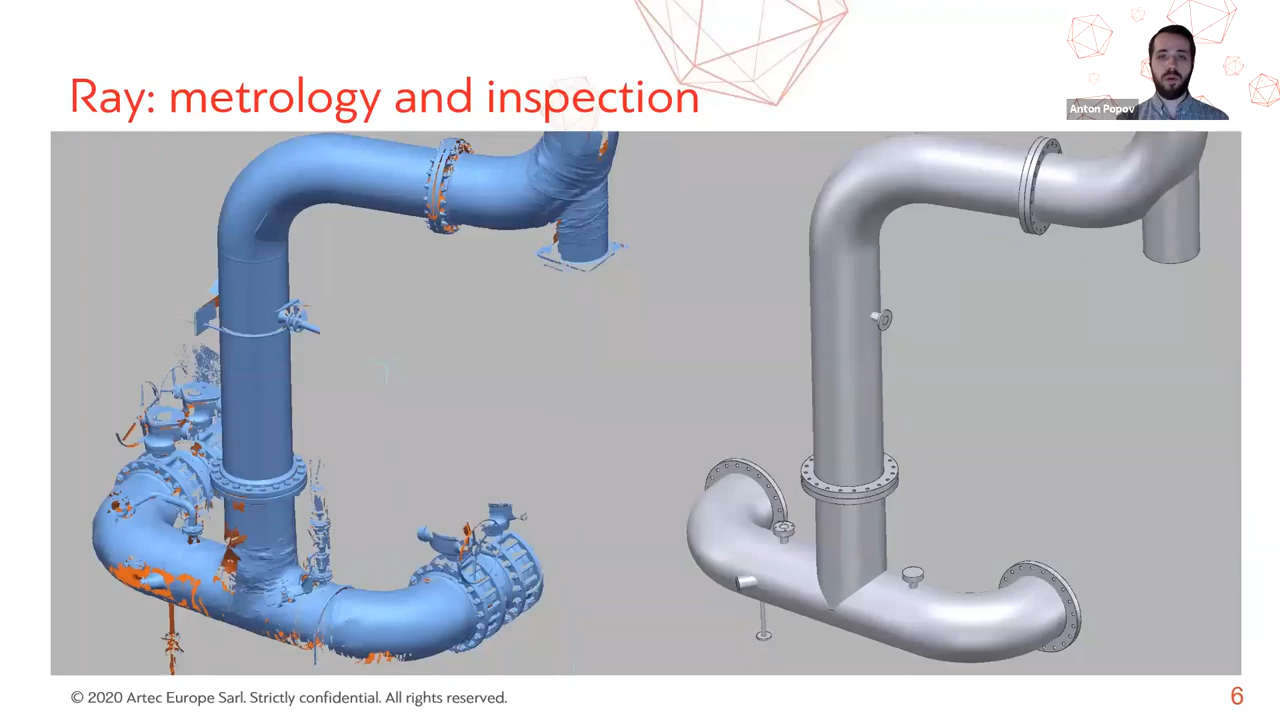 Ray: metrology and inspection
Anton Popov
© 2020 Artec Europe Sarl. Strictly confidential. All rights reserved.
6